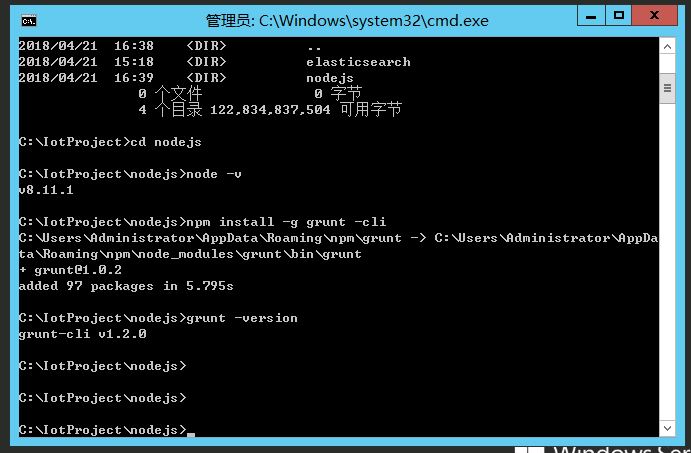 管理员: C:\Windows\system32\cmd.exe
2018/04/21  16:38    <DIR>          ..
2018/04/21  15:18    <DIR>          elasticsearch
2018/04/21  16:39    <DIR>          nodejs
               0 个文件              0 字节
               4 个目录 122,834,837,504 可用字节
C:\IotProject>cd nodejs
C:\IotProject\nodejs>node -v
v8.11.1
C:\IotProject\nodejs>npm install -g grunt -cli
C:\Users\Administrator\AppData\Roaming\npm\grunt -> C:\Users\Administrator\AppDa
ta\Roaming\npm\node_modules\grunt\bin\grunt
+ grunt@1.0.2
added 97 packages in 5.795s
C:\IotProject\nodejs>grunt -version
grunt-cli v1.2.0
C:\IotProject\nodejs>
C:\IotProject\nodejs>
C:\IotProject\nodejs>